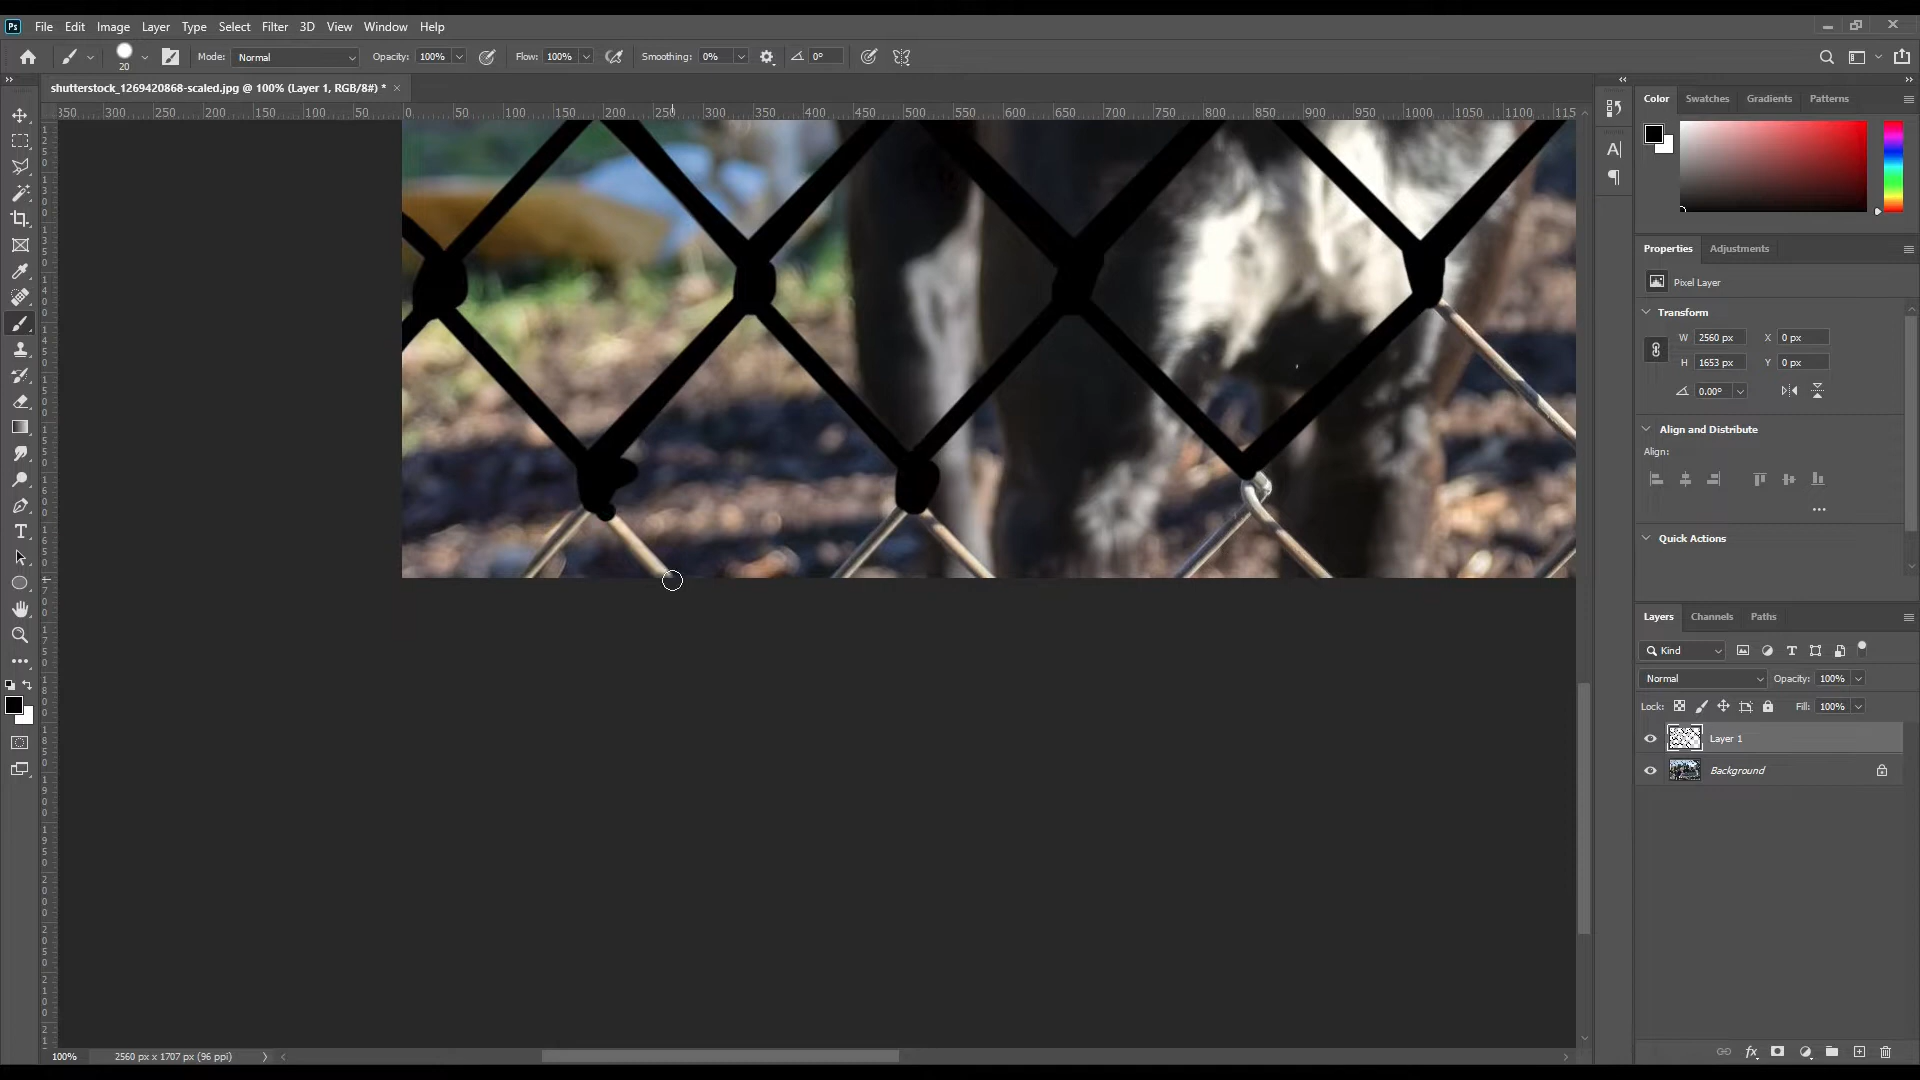 Ps File Edit Image Layer Type Select Filter 3D View Window Help
20 Mode: Normal Opacity: 100% Flow: 100% Smoothing: 0% 0°
shutterstock_1269420868-scaled.jpg @ 100% (Layer 1, RGB/8#) * ×
350 300 250 200 150 100 50 0 50 100 150 200 250 300 350 400 450 500 550 600 650 700 750 800 850 900 950 1000 1050 1100 115
Color Swatches Gradients Patterns
Properties Adjustments
Pixel Layer
Transform
W 2560 px X 0 px
H 1653 px Y 0 px
0.00°
Align and Distribute
Align:
Quick Actions
Layers Channels Paths
Kind
Normal Opacity: 100%
Lock: Fill: 100%
Layer 1
Background
fx
100% 2560 px x 1707 px (96 ppi)